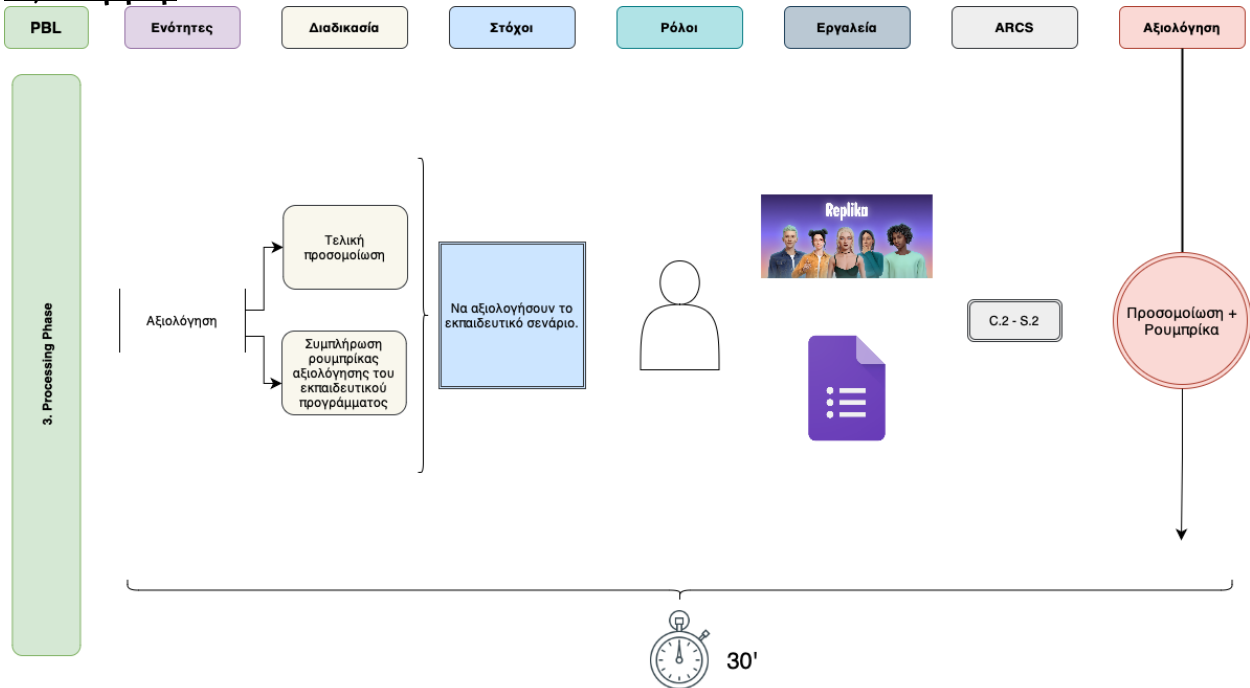 PBL
Ενότητες
Διαδικασία
Στόχοι
Ρόλοι
Εργαλεία
ARCS
Αξιολόγηση
3. Processing Phase
Αξιολόγηση
Τελική
προσομοίωση
Συμπλήρωση
ρουμπρίκας
αξιολόγησης του
εκπαιδευτικού
προγράμματος
Να αξιολογήσουν το
εκπαιδευτικό σενάριο.
Replika
C.2 - S.2
Προσομοίωση +
Ρουμπρίκα
30'